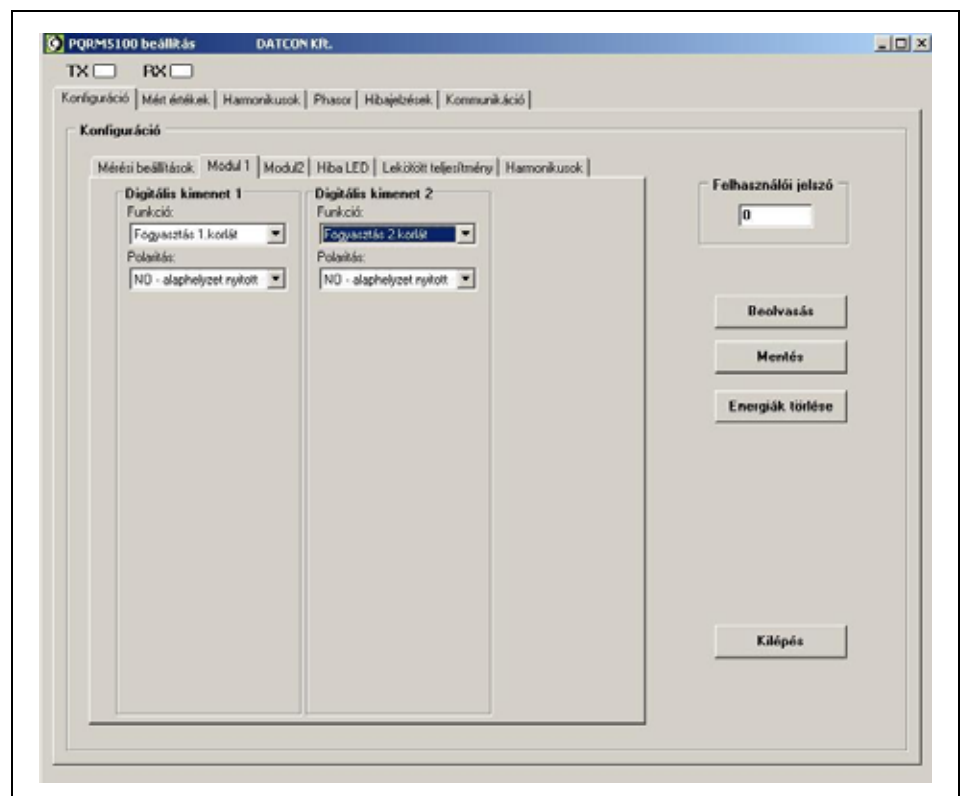 PQRM5100 beállítás DATCON Kft.
TX RX
Konfiguráció Mért értékek Harmonikusok Phasor Hibajelzések Kommunikáció
Konfiguráció
Mérési beállítások Modul 1 Modul2 Hiba LED Lekötött teljesítmény Harmonikusok
Felhasználói jelszó
0
Digitális kimenet 1 Digitális kimenet 2
Funkció: Funkció:
Fogyasztás 1.korlát Fogyasztás 2.korlát
Polaritás: Polaritás:
NO - alaphelyzet nyitott NO - alaphelyzet nyitott
Beolvasás
Mentés
Energiák törlése
Kilépés